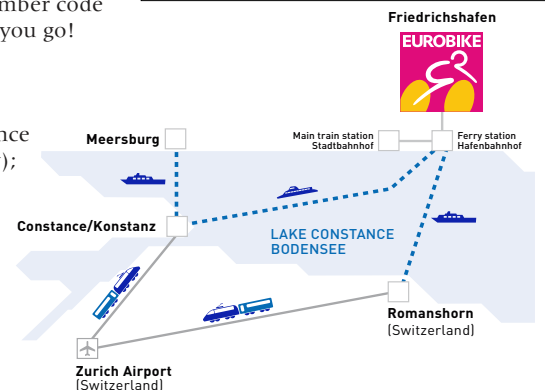 mber code
you go!
nce
);
Friedrichshafen
EUROBIKE
Meersburg
Main train station
Stadtbahnhof
Ferry station
Hafenbahnhof
Constance/Konstanz
LAKE CONSTANCE
BODENSEE
Romanshorn
(Switzerland)
Zurich Airport
(Switzerland)